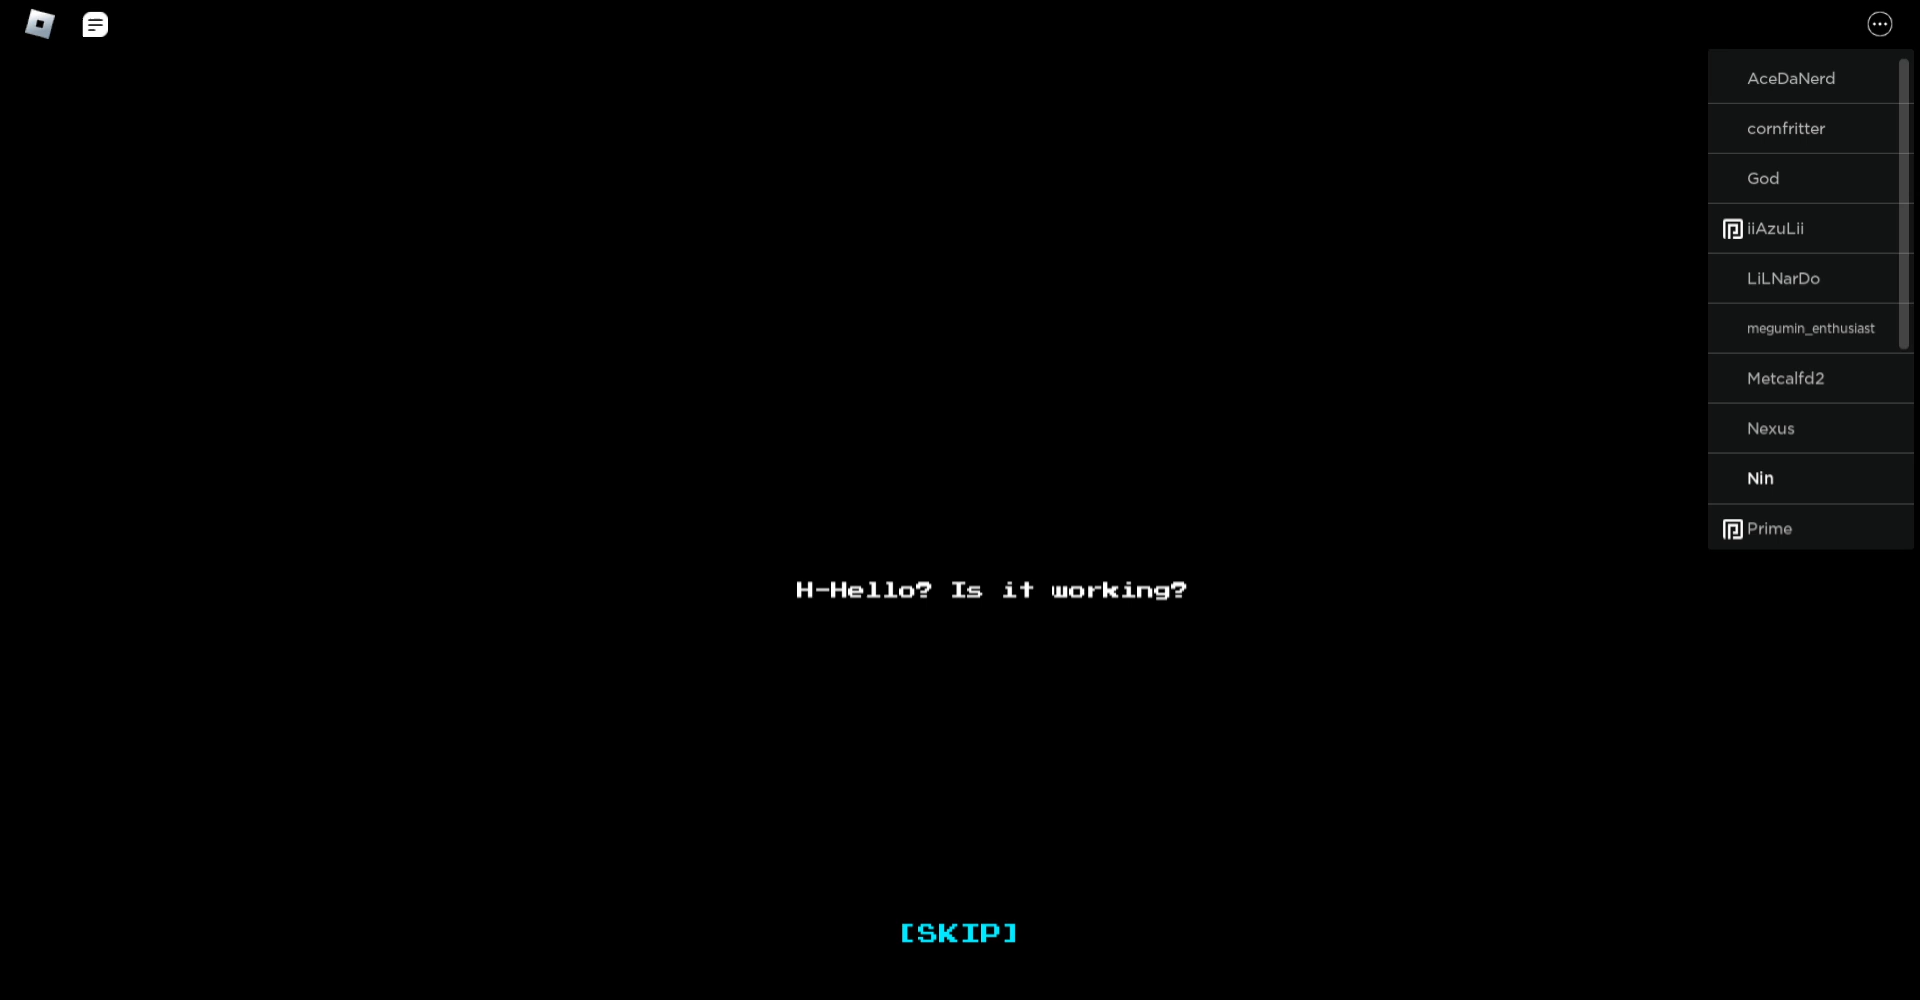 AceDaNerd
cornfritter
God
iiAzuLii
LiLNarDo
megumin_enthusiast
Metcalfd2
Nexus
Nin
Prime
H-Hello? Is it working?
[SKIP]